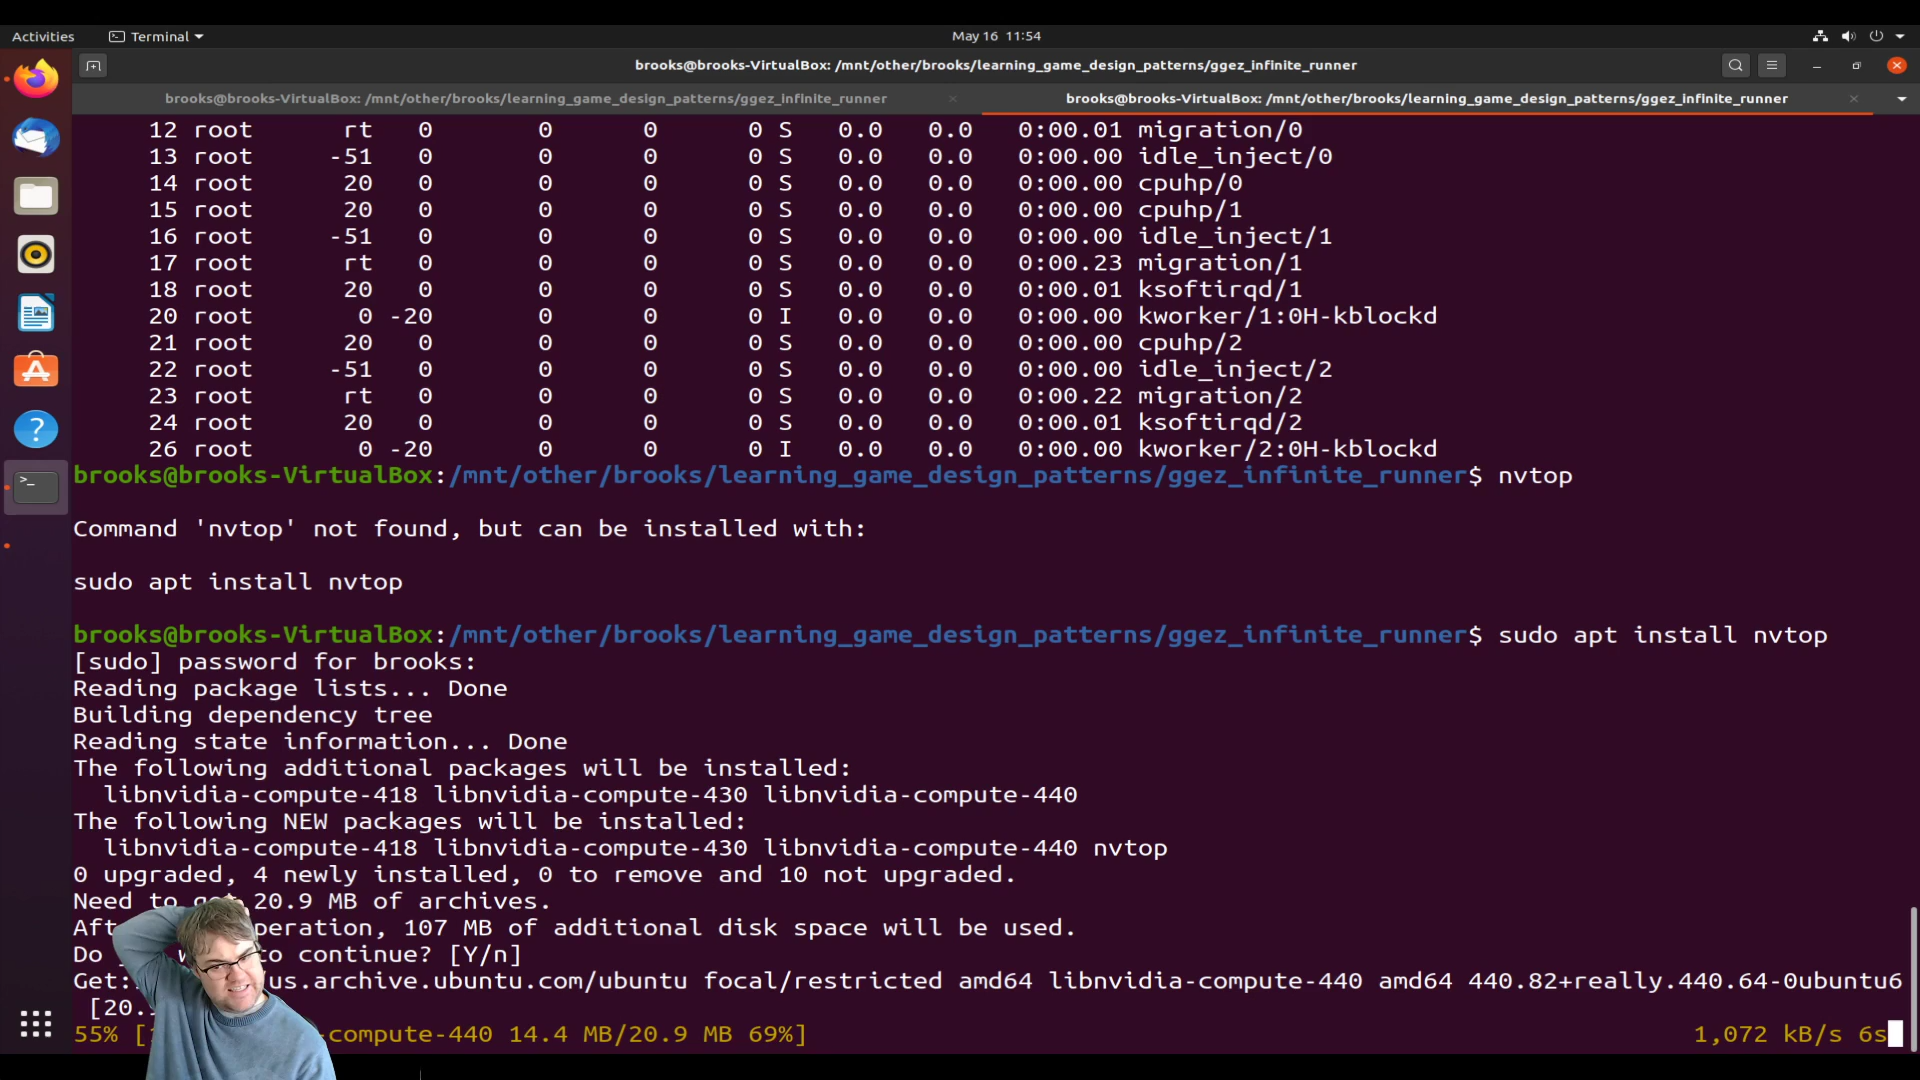 Activities
Terminal
May 16 11:54
brooks@brooks-VirtualBox: /mnt/other/brooks/learning_game_design_patterns/ggez_infinite_runner
brooks@brooks-VirtualBox: /mnt/other/brooks/learning_game_design_patterns/ggez_infinite_runner
brooks@brooks-VirtualBox: /mnt/other/brooks/learning_game_design_patterns/ggez_infinite_runner
12 root rt 0 0 0 0 S 0.0 0.0 0:00.01 migration/0
13 root -51 0 0 0 0 S 0.0 0.0 0:00.00 idle_inject/0
14 root 20 0 0 0 0 S 0.0 0.0 0:00.00 cpuhp/0
15 root 20 0 0 0 0 S 0.0 0.0 0:00.00 cpuhp/1
16 root -51 0 0 0 0 S 0.0 0.0 0:00.00 idle_inject/1
17 root rt 0 0 0 0 S 0.0 0.0 0:00.23 migration/1
18 root 20 0 0 0 0 S 0.0 0.0 0:00.01 ksoftirqd/1
20 root 0 -20 0 0 0 I 0.0 0.0 0:00.00 kworker/1:0H-kblockd
21 root 20 0 0 0 0 S 0.0 0.0 0:00.00 cpuhp/2
22 root -51 0 0 0 0 S 0.0 0.0 0:00.00 idle_inject/2
23 root rt 0 0 0 0 S 0.0 0.0 0:00.22 migration/2
24 root 20 0 0 0 0 S 0.0 0.0 0:00.01 ksoftirqd/2
26 root 0 -20 0 0 0 I 0.0 0.0 0:00.00 kworker/2:0H-kblockd
brooks@brooks-VirtualBox:/mnt/other/brooks/learning_game_design_patterns/ggez_infinite_runner$ nvtop
Command 'nvtop' not found, but can be installed with:
sudo apt install nvtop
brooks@brooks-VirtualBox:/mnt/other/brooks/learning_game_design_patterns/ggez_infinite_runner$ sudo apt install nvtop
[sudo] password for brooks:
Reading package lists... Done
Building dependency tree
Reading state information... Done
The following additional packages will be installed:
libnvidia-compute-418 libnvidia-compute-430 libnvidia-compute-440
The following NEW packages will be installed:
libnvidia-compute-418 libnvidia-compute-430 libnvidia-compute-440 nvtop
0 upgraded, 4 newly installed, 0 to remove and 10 not upgraded.
Need to get 20.9 MB of archives.
operation, 107 MB of additional disk space will be used.
Do to continue? [Y/n]
Get: us.archive.ubuntu.com/ubuntu focal/restricted amd64 libnvidia-compute-440 amd64 440.82+really.440.64-0ubuntu6
[20.
55% [ -compute-440 14.4 MB/20.9 MB 69%] 1,072 kB/s 6s